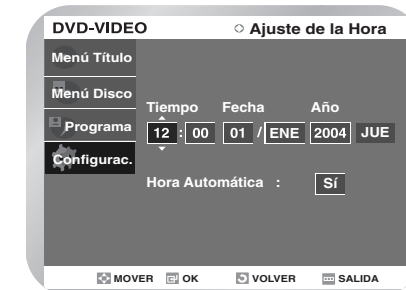 DVD-VIDEO
Ajuste de la Hora
Menú Título
Menú Disco
Programa
Configurac.
Tiempo Fecha Año
12 : 00 01 / ENE 2004 JUE
Hora Automática : Sí
MOVER OK VOLVER SALIDA